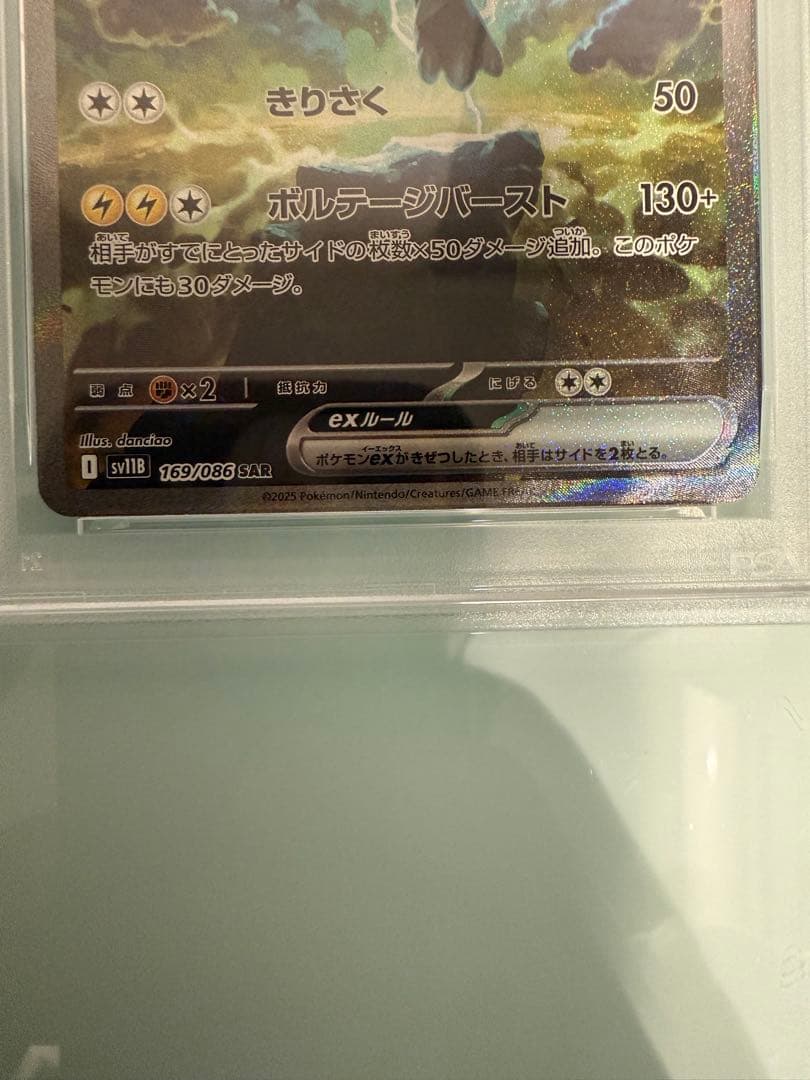 きりさく 50
ボルテージバースト 130+
相手がすでにとったサイドの枚数×50ダメージ追加。このポケ
モンにも30ダメージ。
弱点 ×2 抵抗力 にげる
exルール
Illus. danciao
ポケモンexがきぜつしたとき、相手はサイドを2枚とる。
I sv11B 169/086 SAR
©2025 Pokémon/Nintendo/Creatures/GAME FREAK
PSA